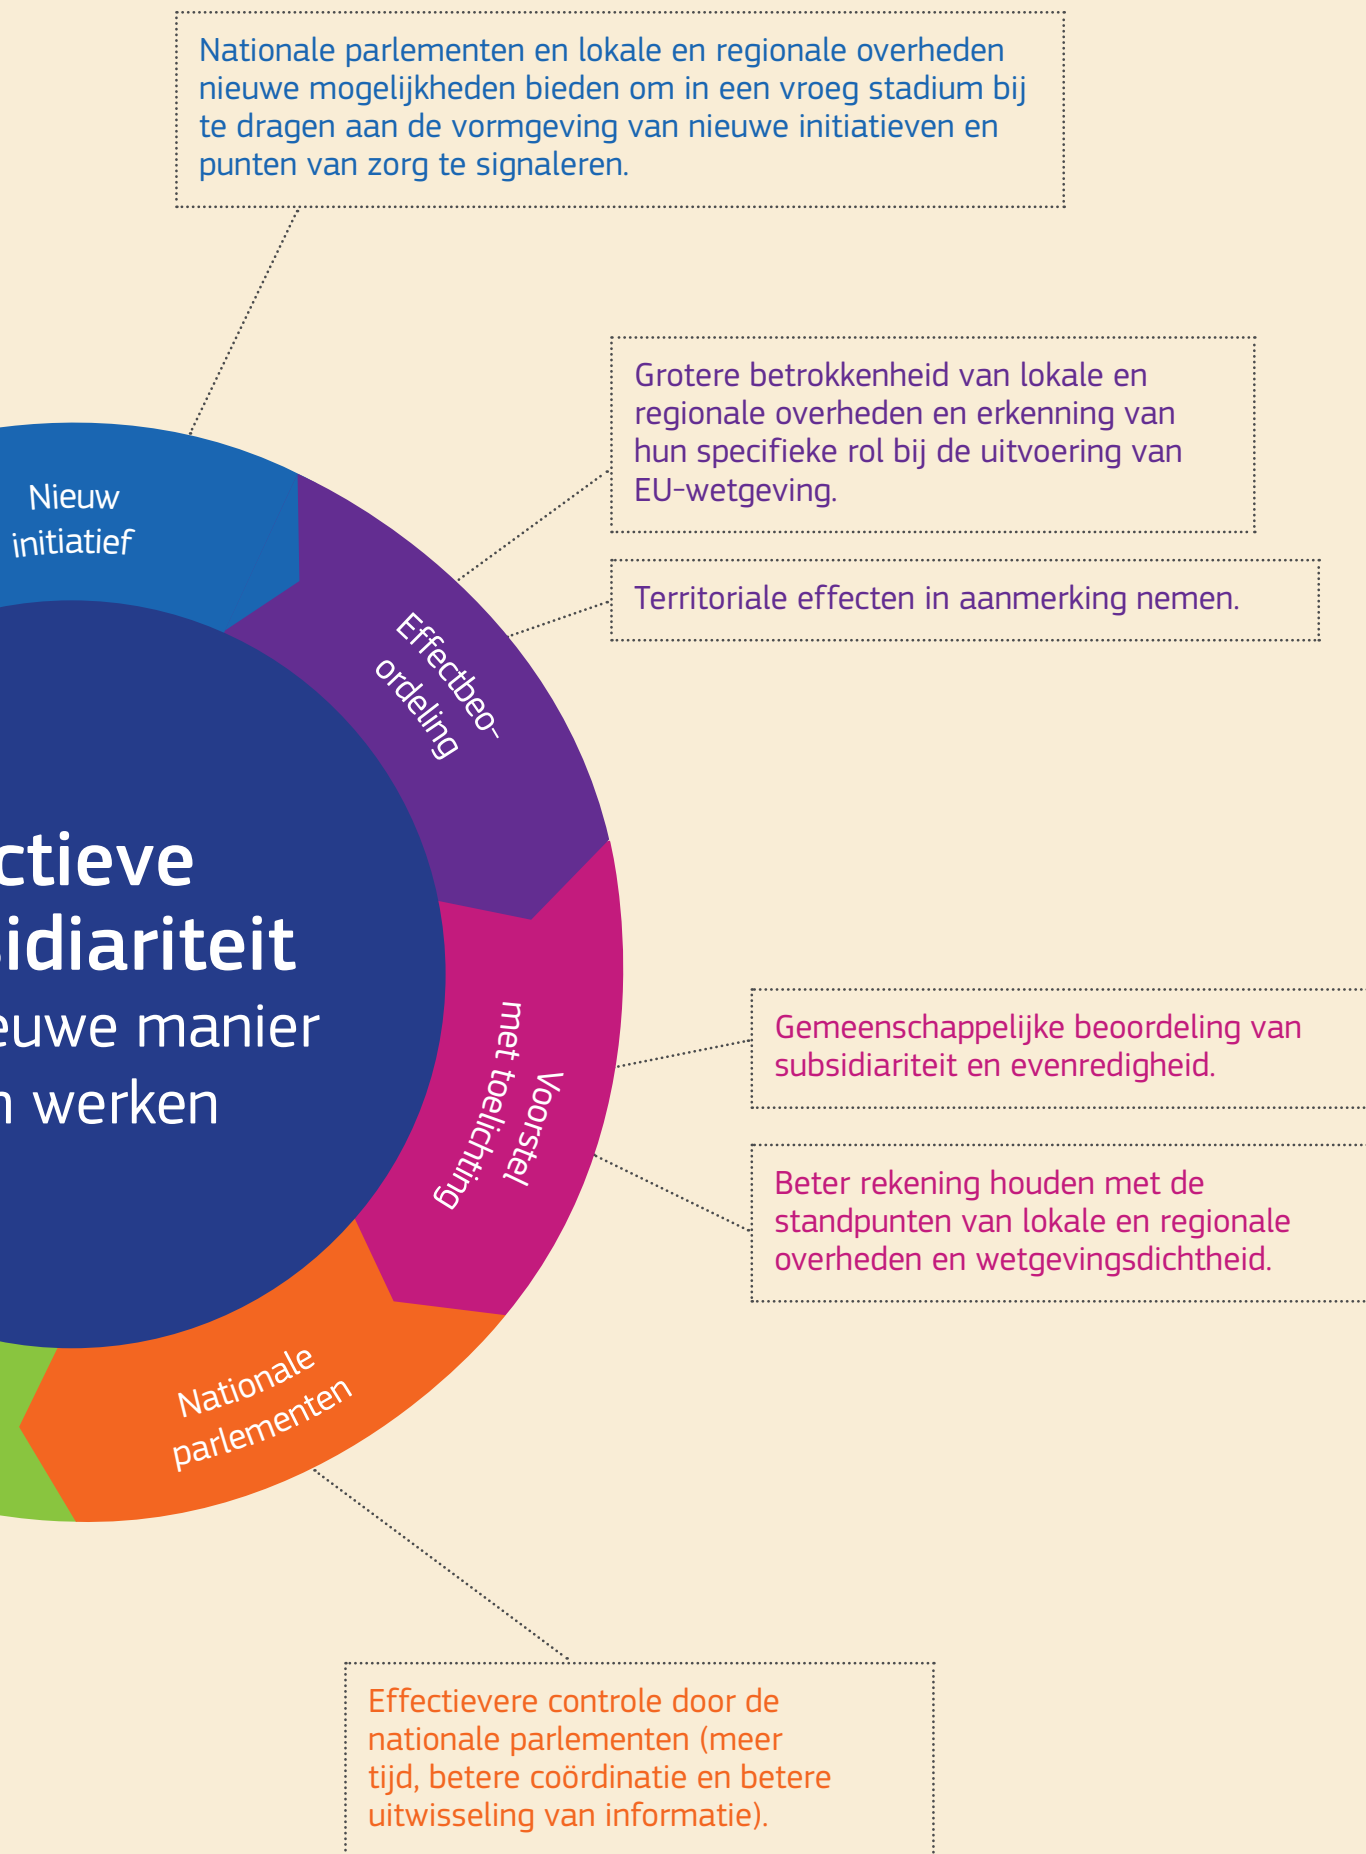 Nationale parlementen en lokale en regionale overheden
nieuwe mogelijkheden bieden om in een vroeg stadium bij
te dragen aan de vormgeving van nieuwe initiatieven en
punten van zorg te signaleren.
Grotere betrokkenheid van lokale en
regionale overheden en erkenning van
hun specifieke rol bij de uitvoering van
EU-wetgeving.
Nieuw
initiatief
Territoriale effecten in aanmerking nemen.
Effectbeo-
ordeling
ctieve
idiariteit
euwe manier
werken
Voorstel
met toelichting
Gemeenschappelijke beoordeling van
subsidiariteit en evenredigheid.
Beter rekening houden met de
standpunten van lokale en regionale
overheden en wetgevingsdichtheid.
Nationale
parlementen
Effectievere controle door de
nationale parlementen (meer
tijd, betere coördinatie en betere
uitwisseling van informatie).